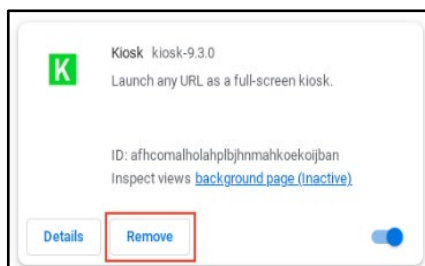 K
Kiosk kiosk-9.3.0
Launch any URL as a full-screen kiosk.
ID: afhcomalholahplbjhnmahkoekoijban
Inspect views background page (Inactive)
Details Remove